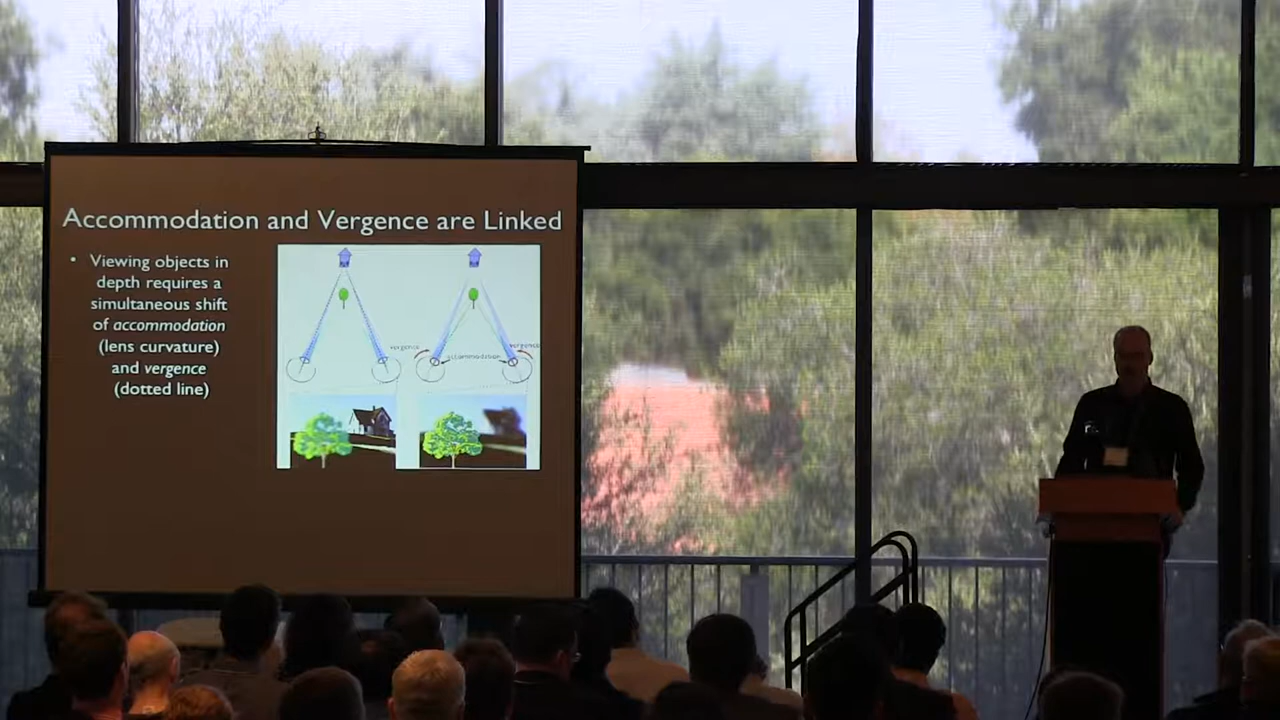 Accommodation and Vergence are Linked
• Viewing objects in
depth requires a
simultaneous shift
of accommodation
(lens curvature)
and vergence
(dotted line)
vergence
vergence
accommodation